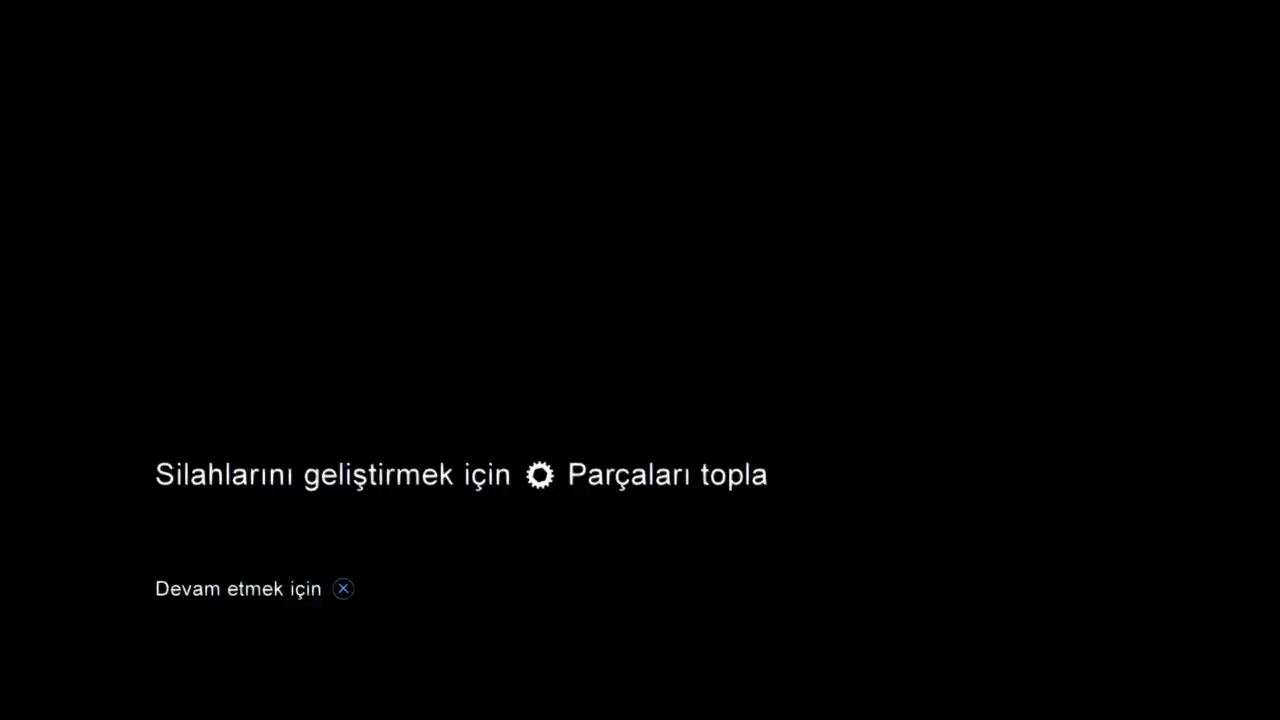 Silahlarını geliştirmek için Parçaları topla
Devam etmek için